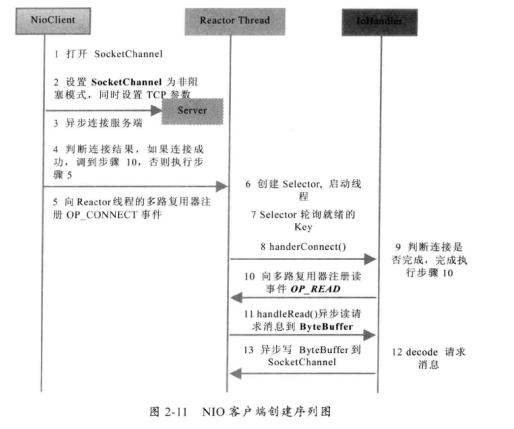 NioClient
Reactor Thread
IoHandler
1 打开 SocketChannel
2 设置 SocketChannel 为非阻
塞模式，同时设置 TCP 参数
Server
3 异步连接服务端
4 判断连接结果，如果连接成
功，调到步骤 10，否则执行步
骤 5
5 向 Reactor 线程的多路复用器注
册 OP_CONNECT 事件
6 创建 Selector, 启动线
程
7 Selector 轮询就绪的
Key
8 handerConnect()
9 判断连接是
否完成，完成执
行步骤 10
10 向多路复用器注册读
事件 OP_READ
11 handleRead()异步读请
求消息到 ByteBuffer
12 decode 请求
消息
13 异步写 ByteBuffer 到
SocketChannel
图 2-11 NIO 客户端创建序列图